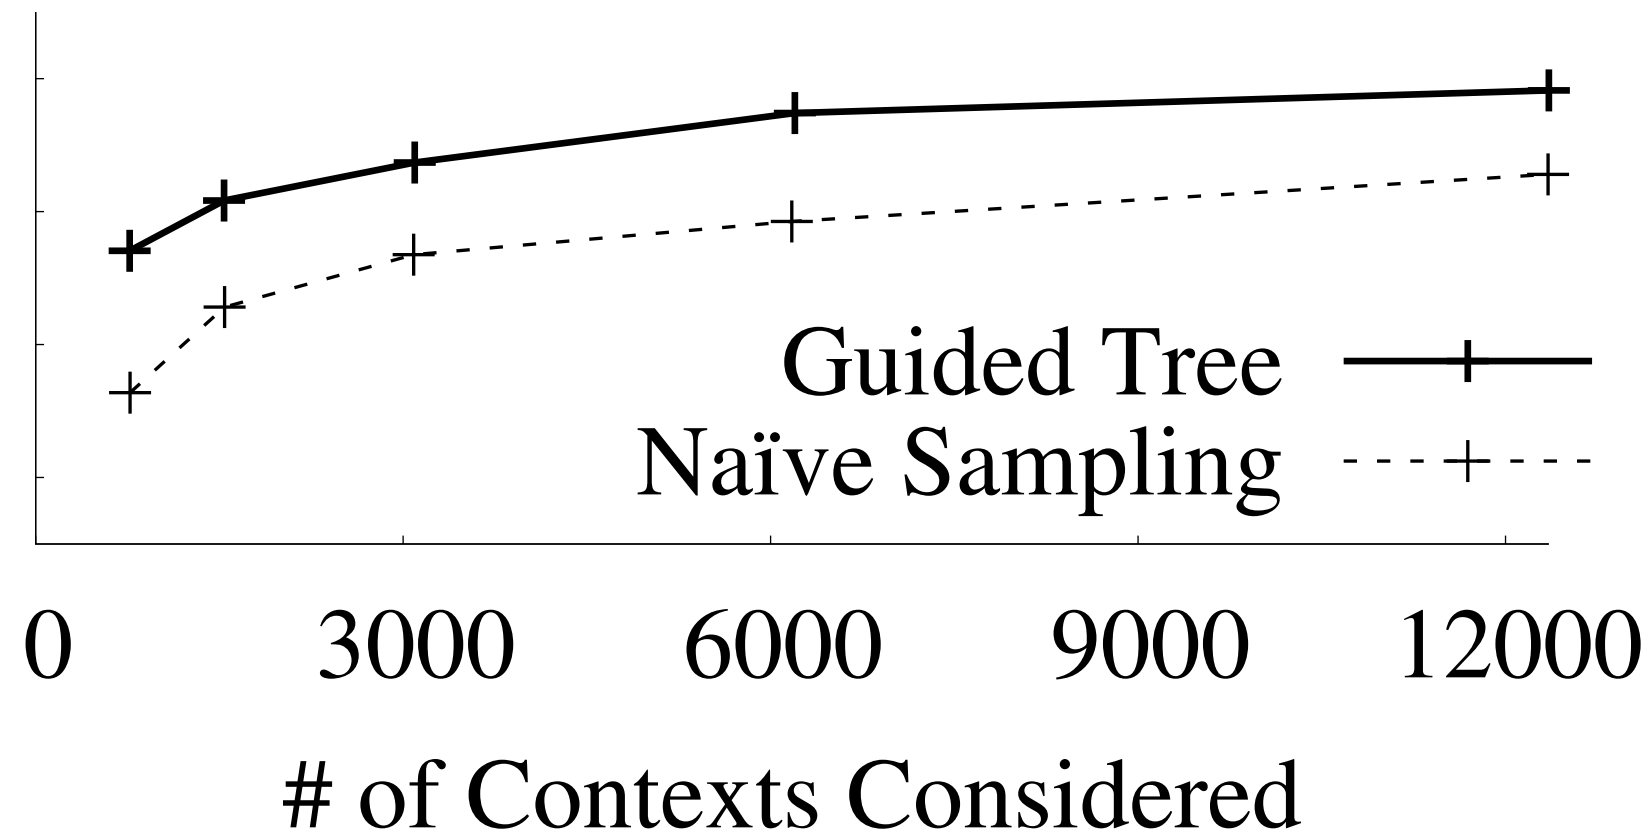 Guided Tree
Naïve Sampling
0 3000 6000 9000 12000
# of Contexts Considered